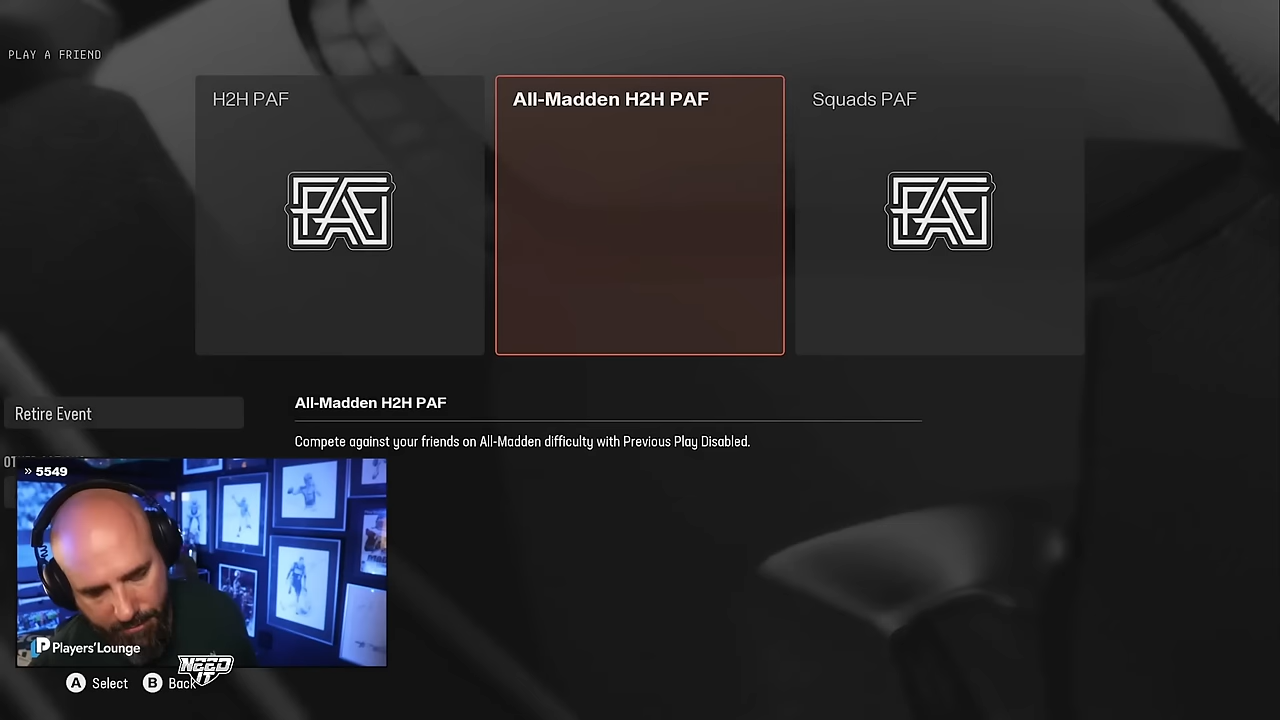 PLAY A FRIEND
H2H PAF
All-Madden H2H PAF
Squads PAF
PAF
PAF
All-Madden H2H PAF
Retire Event
Compete against your friends on All-Madden difficulty with Previous Play Disabled.
» 5549
Players'Lounge
NEED IT
A Select B Back